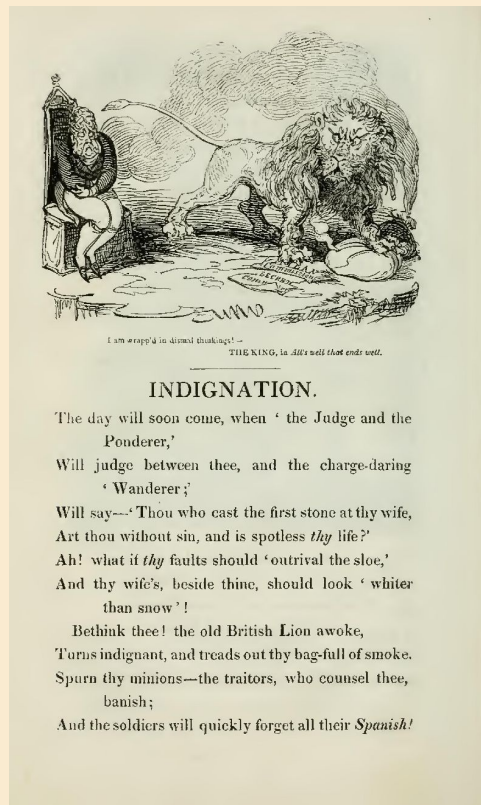 SECRET
I am wrapp'd in dismal thinkings! –
THE KING, in All's well that ends well.
INDIGNATION.
The day will soon come, when ‘ the Judge and the
Ponderer,’
Will judge between thee, and the charge-daring
‘ Wanderer;’
Will say—‘ Thou who cast the first stone at thy wife,
Art thou without sin, and is spotless thy life?’
Ah! what if thy faults should ‘ outrival the sloe,’
And thy wife's, beside thine, should look ‘ whiter
than snow ’ !
Bethink thee! the old British Lion awoke,
Turns indignant, and treads out thy bag-full of smoke.
Spurn thy minions—the traitors, who counsel thee,
banish;
And the soldiers will quickly forget all their Spanish!